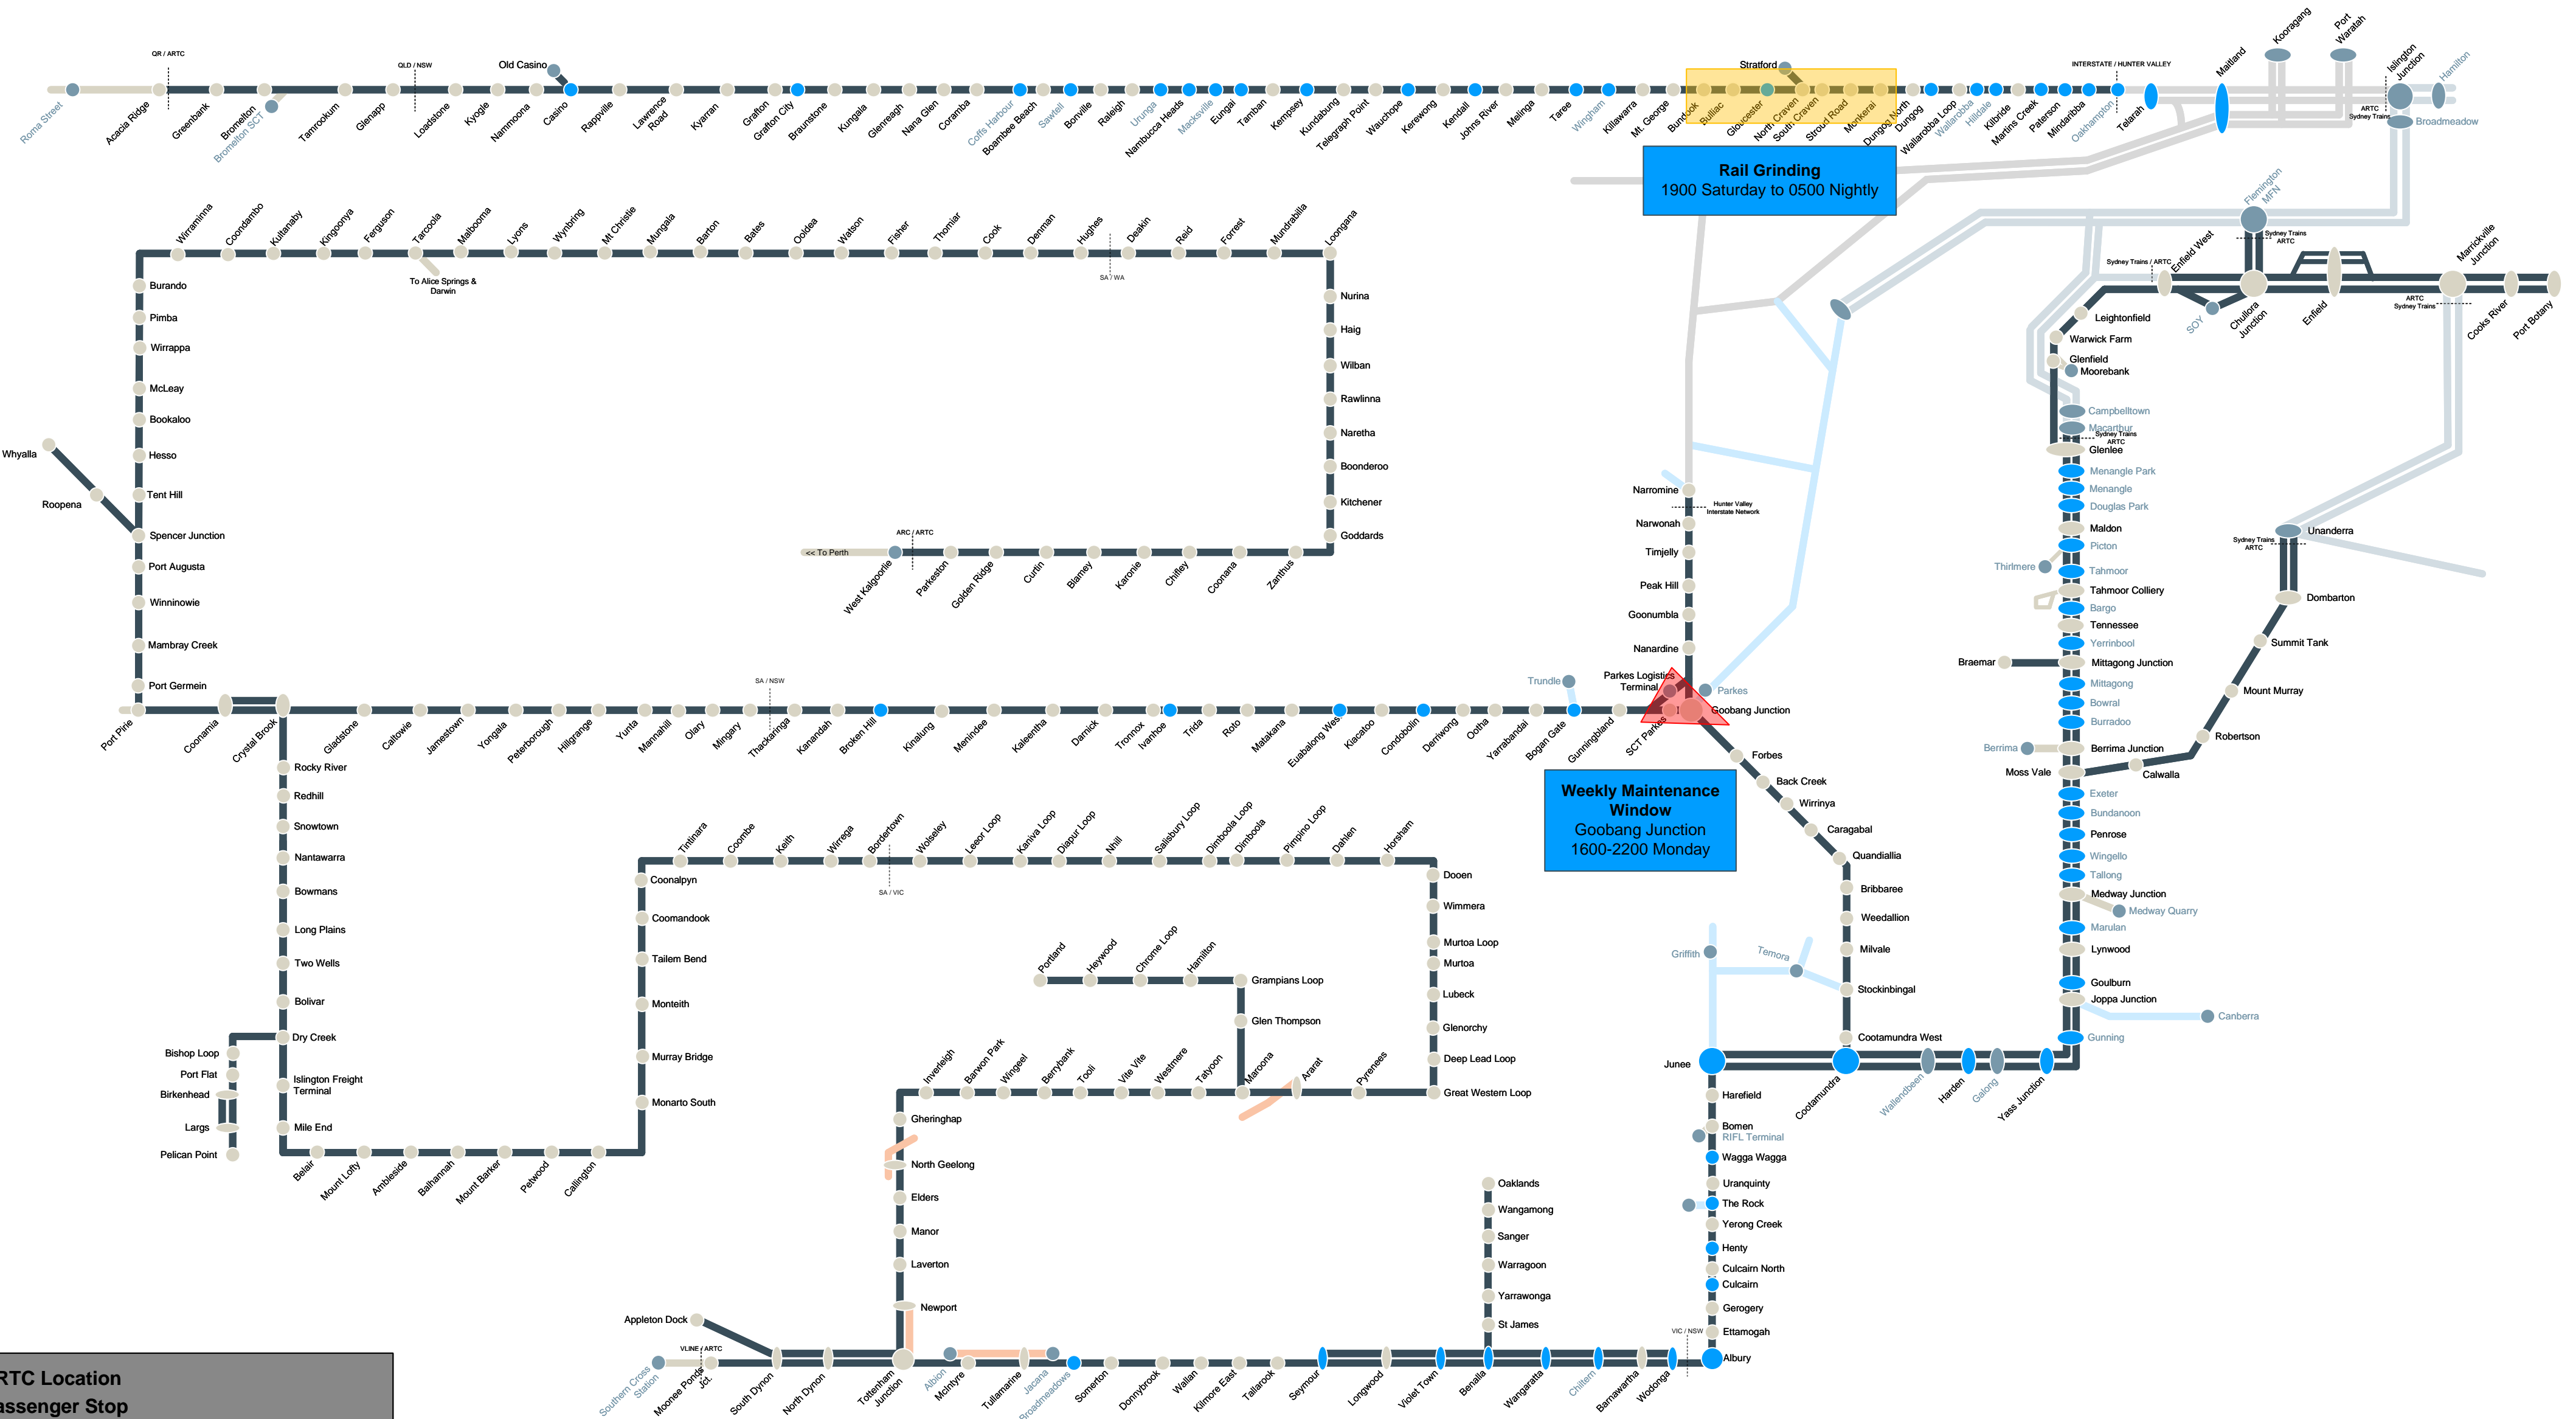 QR / ARTC
QLD / NSW
Old Casino
Stratford
INTERSTATE / HUNTER VALLEY
Maitland
Kooragang
Port
Waratah
Islington
Junction
Hamilton
Roma Street
Acacia Ridge
Greenbank
Bromelton
Bromelton SCT
Tamrookum
Glenapp
Loadstone
Kyogle
Nammoona
Casino
Rappville
Lawrence
Road
Kyarran
Grafton
Grafton City
Braunstone
Kungala
Glenreagh
Nana Glen
Coramba
Coffs Harbour
Boambee Beach
Sawtell
Bonville
Raleigh
Urunga
Nambucca Heads
Macksville
Eungai
Tamban
Kempsey
Kundabung
Telegraph Point
Wauchope
Kerewong
Kendall
Johns River
Melinga
Taree
Wingham
Killawarra
Mt. George
Bundook
Bulliac
Gloucester
North Craven
South Craven
Stroud Road
Monkerai
Dungog North
Dungog
Wallarobba Loop
Wallarobba
Hilldale
Kilbride
Martins Creek
Paterson
Mindaribba
Oakhampton
Telarah
ARTC
Sydney Trains
Broadmeadow
Rail Grinding
1900 Saturday to 0500 Nightly
Wirraminna
Coondambo
Kultanaby
Kingoonya
Ferguson
Tarcoola
Malbooma
Lyons
Wynbring
Mt Christie
Mungala
Barton
Bates
Ooldea
Watson
Fisher
Thomiar
Cook
Denman
Hughes
Deakin
Reid
Forrest
Mundrabilla
Loongana
To Alice Springs &
Darwin
SA / WA
Burando
Pimba
Wirrappa
McLeay
Bookaloo
Hesso
Tent Hill
Spencer Junction
Port Augusta
Winninowie
Mambray Creek
Port Germein
Whyalla
Roopena
Nurina
Haig
Wilban
Rawlinna
Naretha
Boonderoo
Kitchener
Goddards
ARC / ARTC
<< To Perth
West Kalgoorlie
Parkeston
Golden Ridge
Curtin
Blamey
Karonie
Chifley
Coonana
Zanthus
Flemington
MFN
Sydney Trains
ARTC
Sydney Trains / ARTC
Enfield West
Marrickville
Junction
SOY
Chullora
Junction
Enfield
ARTC
Sydney Trains
Cooks River
Port Botany
Leightonfield
Warwick Farm
Glenfield
Moorebank
Campbelltown
Macarthur
Sydney Trains
ARTC
Glenlee
Menangle Park
Menangle
Douglas Park
Maldon
Picton
Thirlmere
Tahmoor
Tahmoor Colliery
Bargo
Tennessee
Yerrinbool
Braemar
Mittagong Junction
Mittagong
Bowral
Burradoo
Berrima
Berrima Junction
Moss Vale
Exeter
Bundanoon
Penrose
Wingello
Tallong
Medway Junction
Medway Quarry
Marulan
Lynwood
Goulburn
Joppa Junction
Canberra
Gunning
Unanderra
Sydney Trains
ARTC
Dombarton
Summit Tank
Mount Murray
Robertson
Calwalla
Narromine
Hunter Valley
Interstate Network
Narwonah
Timjelly
Peak Hill
Goonumbla
Nanardine
Parkes Logistics
Terminal
Parkes
Trundle
Goobang Junction
SA / NSW
Port Pirie
Coonamia
Crystal Brook
Gladstone
Caltowie
Jamestown
Yongala
Peterborough
Hillgrange
Yunta
Mannahill
Olary
Mingary
Thackaringa
Kanandah
Broken Hill
Kinalung
Menindee
Kaleentha
Darnick
Tronnox
Ivanhoe
Trida
Roto
Matakana
Euabalong Wes
Kiacatoo
Condobolin
Derriwong
Ootha
Yarrabandai
Bogan Gate
Gunningbland
SCT Parkes
Weekly Maintenance
Window
Goobang Junction
1600-2200 Monday
Forbes
Back Creek
Wirrinya
Caragabal
Quandiallia
Bribbaree
Weedallion
Milvale
Stockinbingal
Cootamundra West
Griffith
Temora
Junee
Cootamundra
Wallendbeen
Harden
Galong
Yass Junction
Rocky River
Redhill
Snowtown
Nantawarra
Bowmans
Long Plains
Two Wells
Bolivar
Dry Creek
Bishop Loop
Port Flat
Birkenhead
Largs
Pelican Point
Islington Freight
Terminal
Mile End
Belair
Mount Lofty
Ambleside
Balhannah
Mount Barker
Petwood
Callington
Tintinara
Coombe
Keith
Wirrega
Bordertown
Wolseley
Leeor Loop
Kaniva Loop
Diapur Loop
Nhill
Salisbury Loop
Dimboola Loop
Dimboola
Pimpino Loop
Dahlen
Horsham
SA / VIC
Coonalpyn
Coomandook
Tailem Bend
Monteith
Murray Bridge
Monarto South
Dooen
Wimmera
Murtoa Loop
Murtoa
Lubeck
Glenorchy
Deep Lead Loop
Great Western Loop
Portland
Heywood
Chrome Loop
Hamilton
Grampians Loop
Glen Thompson
Inverleigh
Barwon Park
Wingeel
Berrybank
Tooli
Vite Vite
Westmere
Tatyoon
Maroona
Ararat
Pyrenees
Gheringhap
North Geelong
Elders
Manor
Laverton
Newport
Harefield
Bomen
RIFL Terminal
Wagga Wagga
Uranquinty
The Rock
Yerong Creek
Henty
Culcairn North
Culcairn
Gerogery
Ettamogah
VIC / NSW
Albury
Oaklands
Wangamong
Sanger
Warragoon
Yarrawonga
St James
Appleton Dock
VLINE / ARTC
Southern Cross
Station
Moonee Ponds
Jct.
South Dynon
North Dynon
Tottenham
Junction
Albion
McIntyre
Tullamarine
Jacana
Broadmeadows
Somerton
Donnybrook
Wallan
Kilmore East
Tallarook
Seymour
Longwood
Violet Town
Benalla
Wangaratta
Chiltern
Barnawartha
Wodonga
RTC Location
assenger Stop